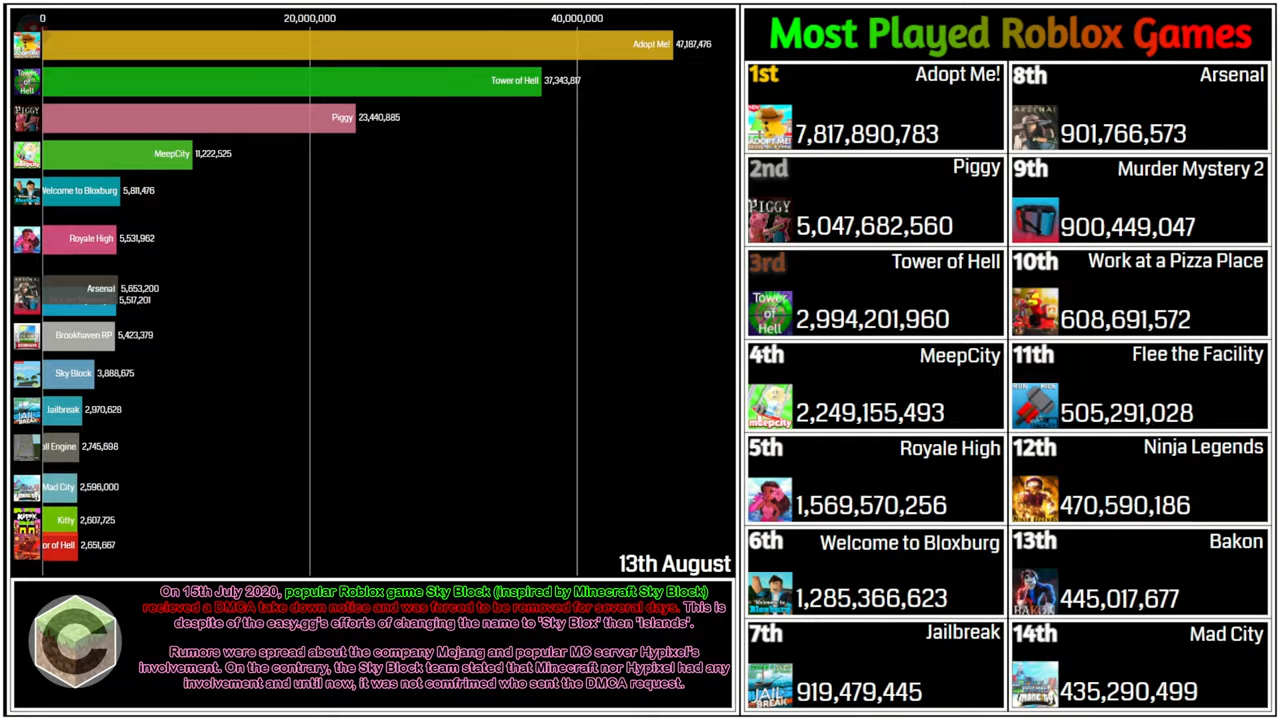 0
20,000,000
40,000,000
Adopt Me! 47,187,476
Tower of Hell 37,343,817
Piggy 23,440,885
MeepCity 11,222,525
Welcome to Bloxburg 5,811,476
Royale High 5,531,962
Arsenal 5,653,200
5,517,201
Brookhaven RP 5,423,379
Sky Block 3,888,675
Jailbreak 2,970,628
oll Engine 2,745,698
Mad City 2,596,000
Kitty 2,607,725
or of Hell 2,651,667
13th August
On 15th July 2020, popular Roblox game Sky Block (inspired by Minecraft Sky Block)
recieved a DMCA take down notice and was forced to be removed for several days. This is
despite of the easy.gg's efforts of changing the name to 'Sky Blox' then 'Islands'.
Rumors were spread about the company Mojang and popular MC server Hypixel's
involvement. On the contrary, the Sky Block team stated that Minecraft nor Hypixel had any
involvement and until now, it was not comfrimed who sent the DMCA request.
Most Played Roblox Games
1st Adopt Me!
7,817,890,783
2nd Piggy
5,047,682,560
3rd Tower of Hell
2,994,201,960
4th MeepCity
2,249,155,493
5th Royale High
1,569,570,256
6th Welcome to Bloxburg
1,285,366,623
7th Jailbreak
919,479,445
8th Arsenal
901,766,573
9th Murder Mystery 2
900,449,047
10th Work at a Pizza Place
608,691,572
11th Flee the Facility
505,291,028
12th Ninja Legends
470,590,186
13th Bakon
445,017,677
14th Mad City
435,290,499